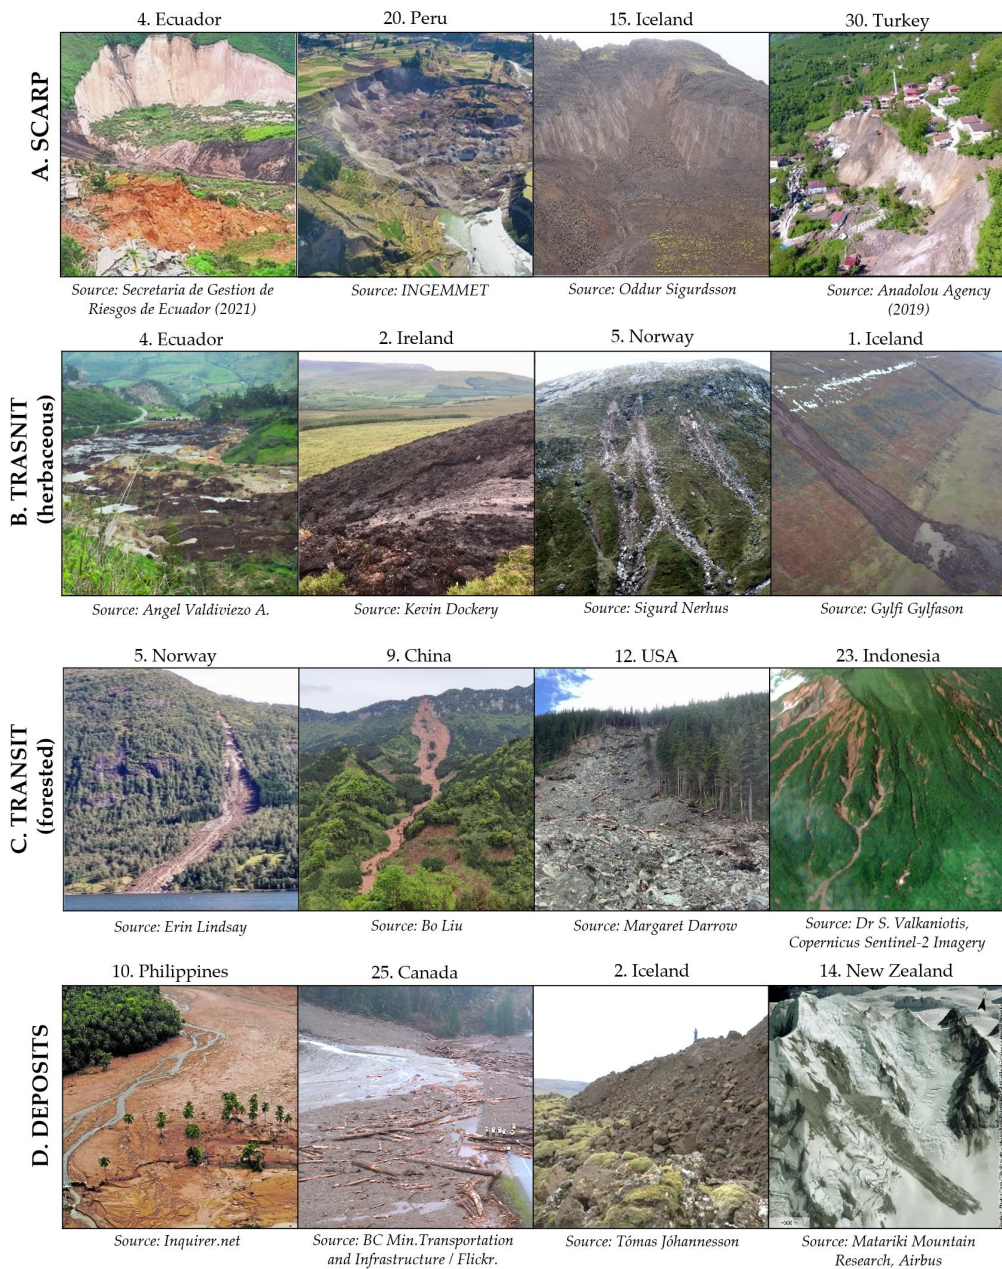 4. Ecuador
20. Peru
15. Iceland
30. Turkey
A. SCARP
Source: Secretaria de Gestion de
Riesgos de Ecuador (2021)
Source: INGEMMET
Source: Oddur Sigurdsson
Source: Anadolou Agency
(2019)
4. Ecuador
2. Ireland
5. Norway
1. Iceland
B. TRASNIT
(herbaceous)
Source: Angel Valdiviezo A.
Source: Kevin Dockery
Source: Sigurd Nerhus
Source: Gylfi Gylfason
5. Norway
9. China
12. USA
23. Indonesia
C. TRANSIT
(forested)
Source: Erin Lindsay
Source: Bo Liu
Source: Margaret Darrow
Source: Dr S. Valkaniotis,
Copernicus Sentinel-2 Imagery
10. Philippines
25. Canada
2. Iceland
14. New Zealand
D. DEPOSITS
Source: Inquirer.net
Source: BC Min.Transportation
and Infrastructure / Flickr.
Source: Tómas Jóhannesson
Source: Matariki Mountain
Research, Airbus